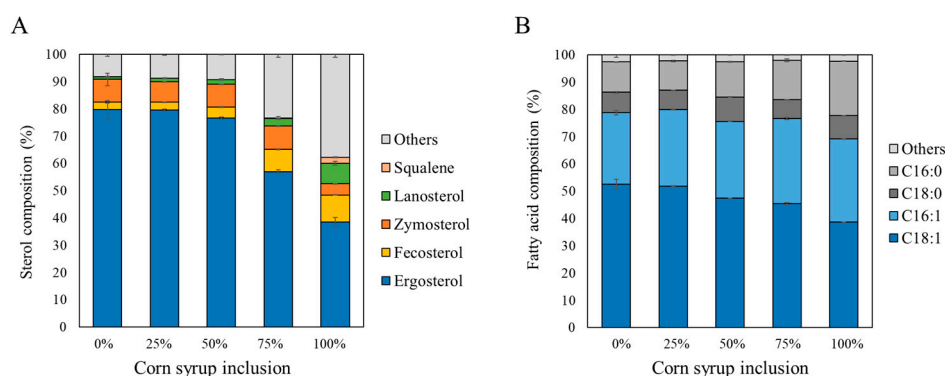 A
Sterol composition (%)
100
90
80
70
60
50
40
30
20
10
0
0% 25% 50% 75% 100%
Corn syrup inclusion
Others
Squalene
Lanosterol
Zymosterol
Fecosterol
Ergosterol
B
Fatty acid composition (%)
100
90
80
70
60
50
40
30
20
10
0
0% 25% 50% 75% 100%
Corn syrup inclusion
Others
C16:0
C18:0
C16:1
C18:1